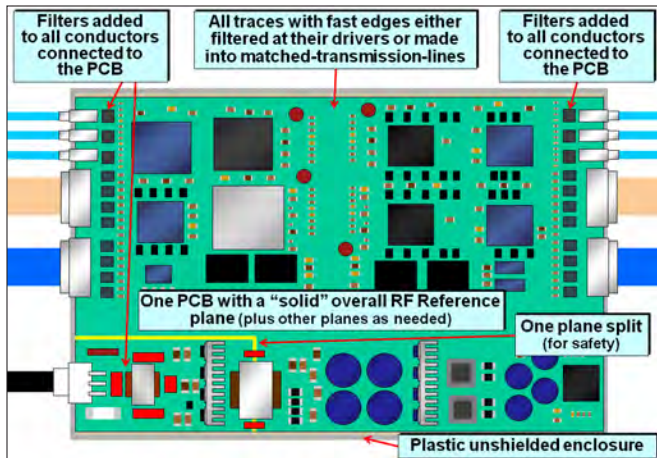 Filters added
to all conductors
connected to
the PCB
All traces with fast edges either
filtered at their drivers or made
into matched-transmission-lines
Filters added
to all conductors
connected to
the PCB
One PCB with a “solid” overall RF Reference
plane (plus other planes as needed)
One plane split
(for safety)
Plastic unshielded enclosure